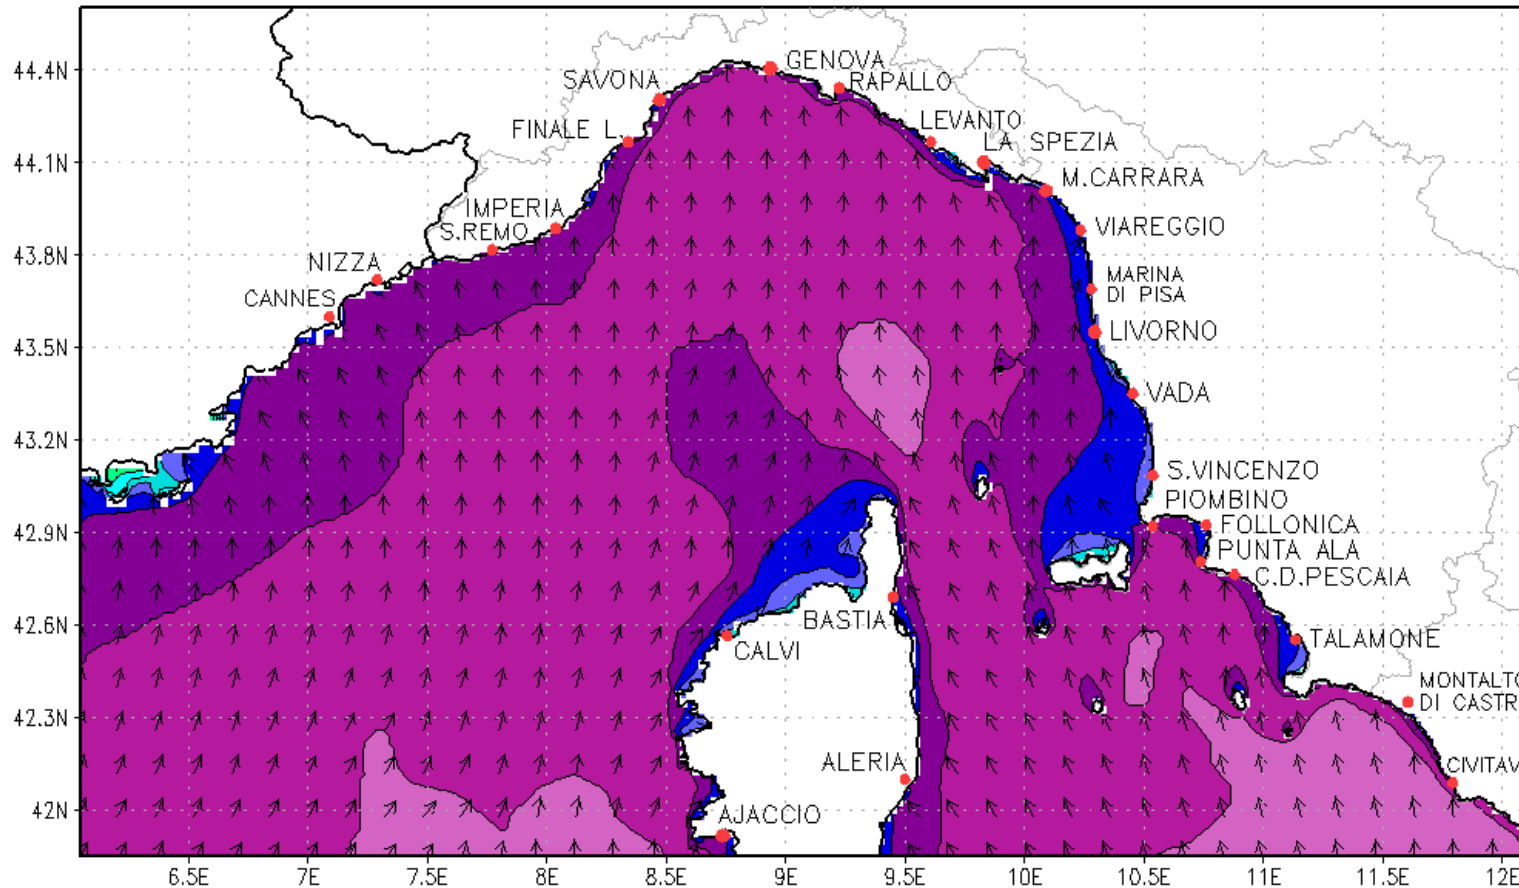 44.4N
GENOVA
SAVONA
RAPALLO
FINALE L.
LEVANTO
LA SPEZIA
44.1N
M.CARRARA
IMPERIA
S.REMO
VIAREGGIO
43.8N
NIZZA
MARINA
DI PISA
CANNES
LIVORNO
43.5N
VADA
43.2N
S.VINCENZO
PIOMBINO
FOLLONICA
42.9N
PUNTA ALA
C.D.PESCAIA
42.6N
BASTIA
TALAMONE
CALVI
MONTALTO
DI CASTR
42.3N
ALERIA
CIVITAV
42N
AJACCIO
6.5E
7E
7.5E
8E
8.5E
9E
9.5E
10E
10.5E
11E
11.5E
12E